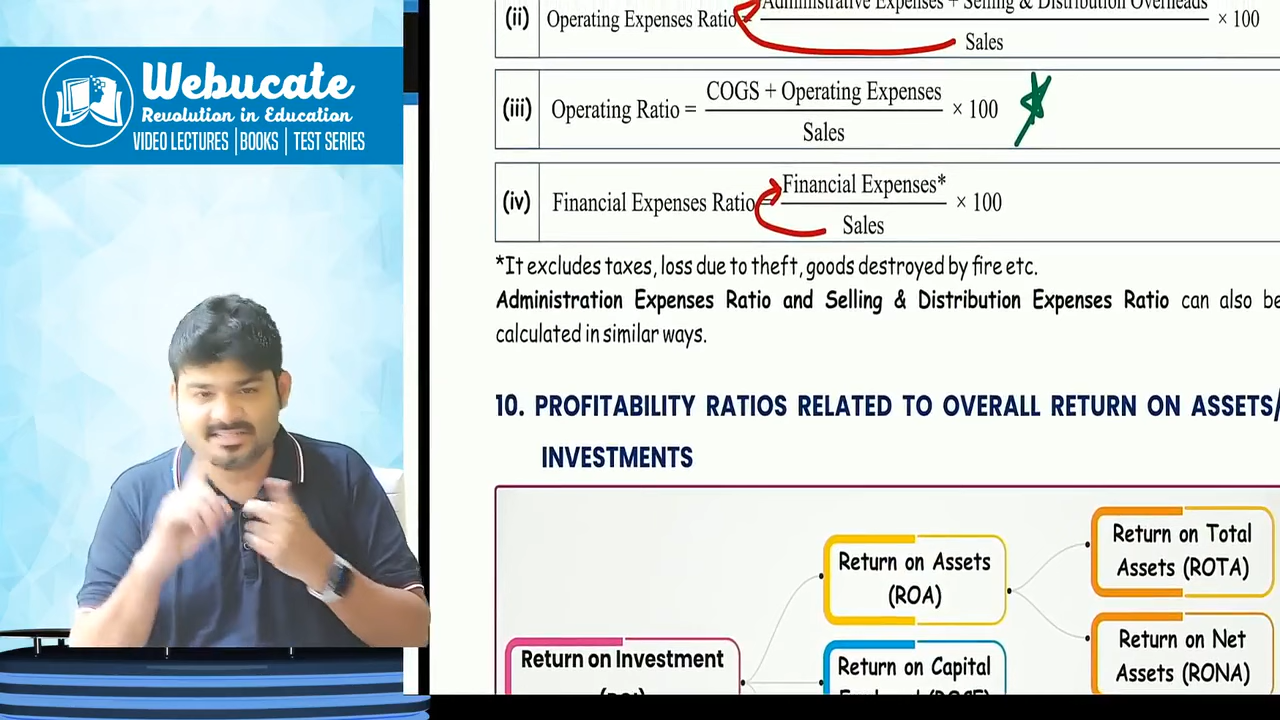 Webucate
Revolution in Education
VIDEO LECTURES | BOOKS | TEST SERIES
(ii) Operating Expenses Ratio = Administrative Expenses + Selling & Distribution Overheads
Sales
× 100
(iii) Operating Ratio = COGS + Operating Expenses
Sales
× 100
(iv) Financial Expenses Ratio = Financial Expenses*
Sales
× 100
*It excludes taxes, loss due to theft, goods destroyed by fire etc.
Administration Expenses Ratio and Selling & Distribution Expenses Ratio can also be
calculated in similar ways.
10. PROFITABILITY RATIOS RELATED TO OVERALL RETURN ON ASSETS/
INVESTMENTS
Return on Investment
Return on Assets
(ROA)
Return on Capital
Return on Total
Assets (ROTA)
Return on Net
Assets (RONA)